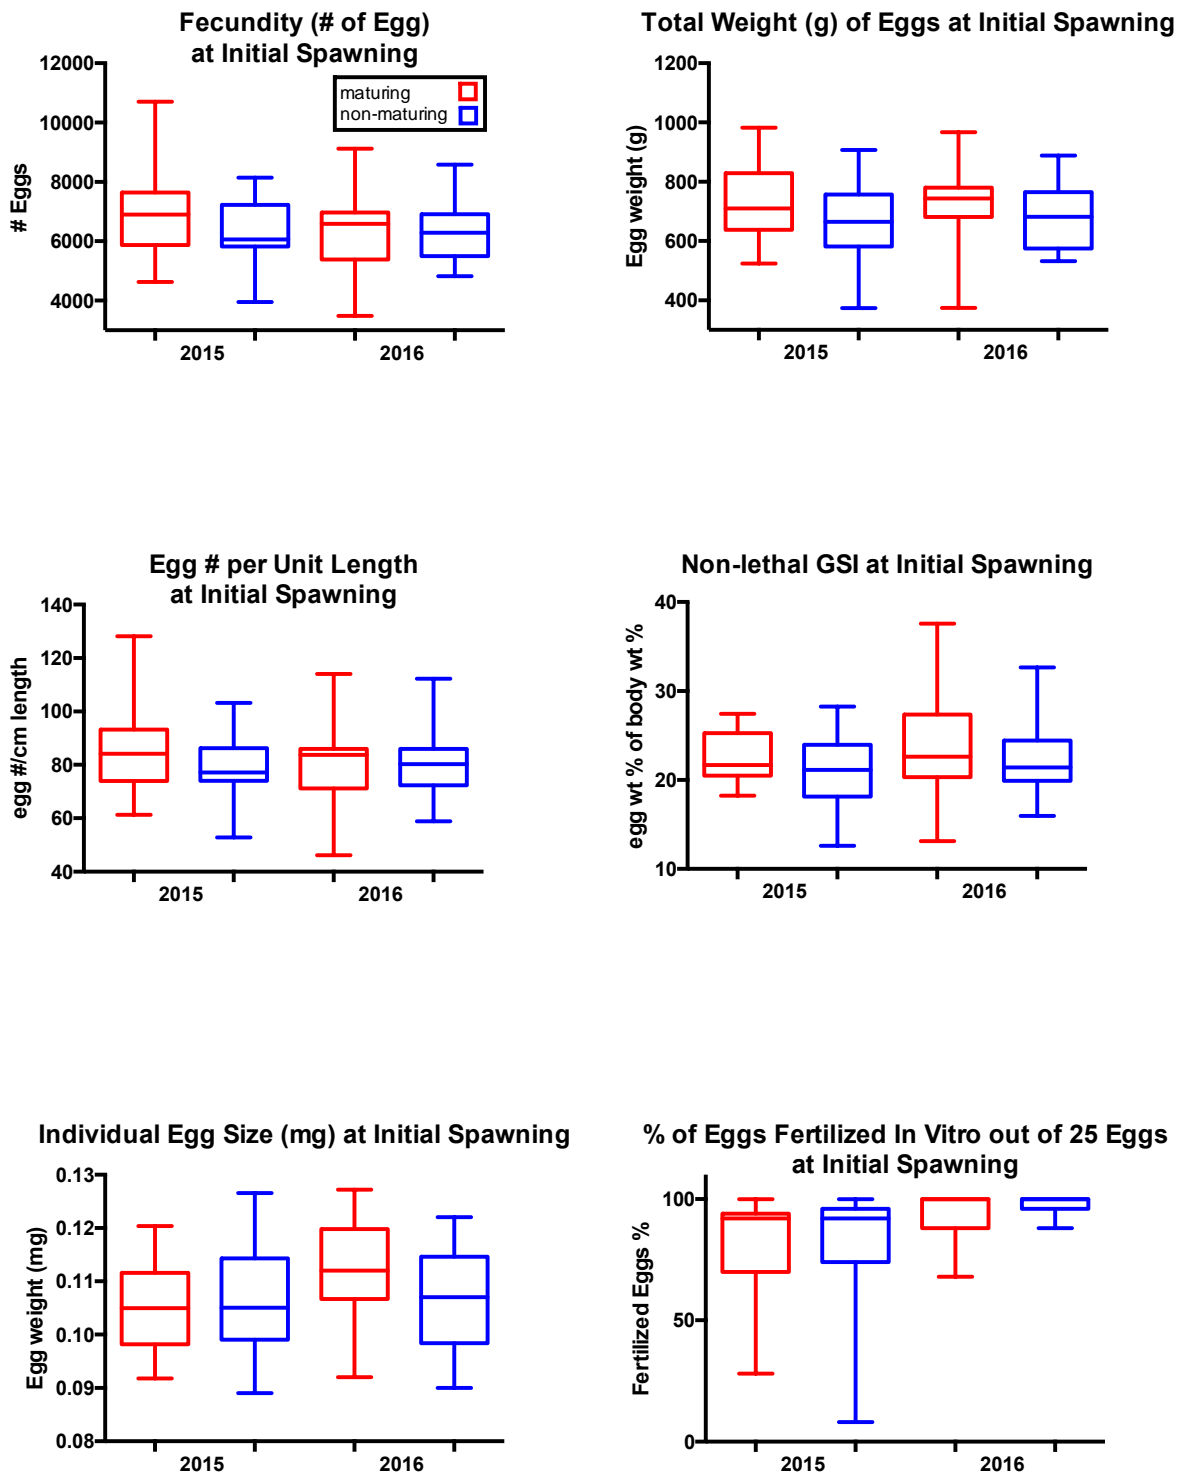 Fecundity (# of Egg)
at Initial Spawning
12000
10000
8000
6000
4000
# Eggs
maturing
non-maturing
2015
2016
Total Weight (g) of Eggs at Initial Spawning
1200
1000
800
600
400
Egg weight (g)
2015
2016
Egg # per Unit Length
at Initial Spawning
140
120
100
80
60
40
egg #/cm length
2015
2016
Non-lethal GSI at Initial Spawning
40
30
20
10
egg wt % of body wt %
2015
2016
Individual Egg Size (mg) at Initial Spawning
0.13
0.12
0.11
0.10
0.09
0.08
Egg weight (mg)
2015
2016
% of Eggs Fertilized In Vitro out of 25 Eggs
at Initial Spawning
100
50
0
Fertilized Eggs %
2015
2016